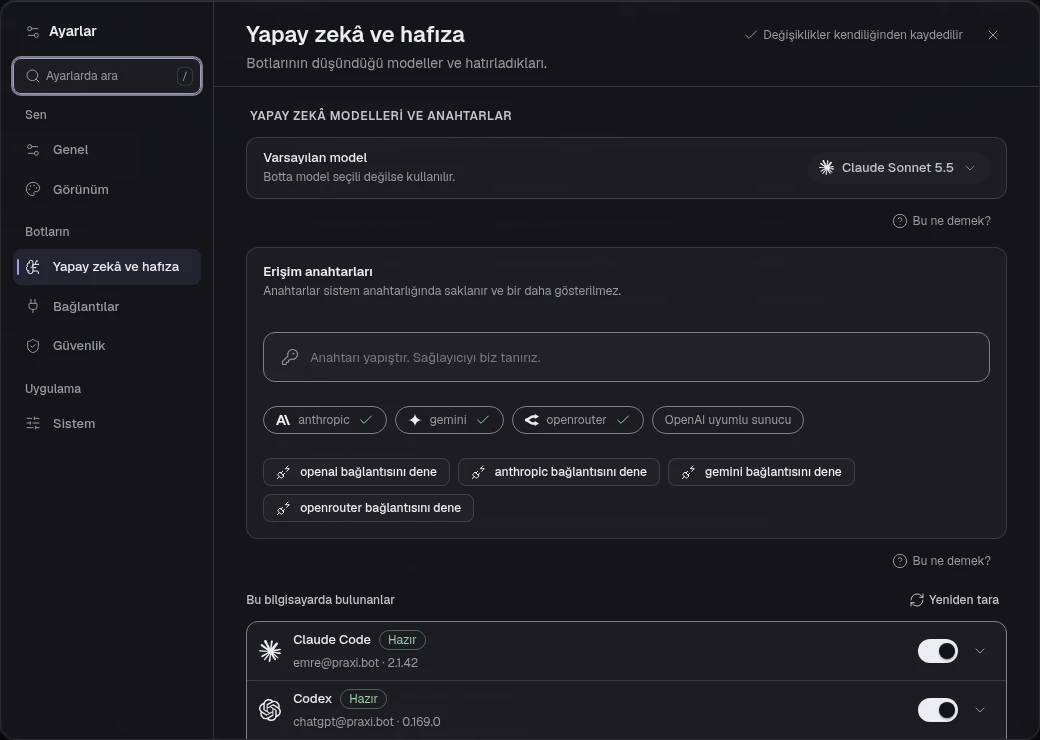 Ayarlar
Ayarlarda ara
/
Sen
Genel
Görünüm
Botların
Yapay zekâ ve hafıza
Bağlantılar
Güvenlik
Uygulama
Sistem
Yapay zekâ ve hafıza
Değişiklikler kendiliğinden kaydedilir
Botlarının düşündüğü modeller ve hatırladıkları.
YAPAY ZEKÂ MODELLERİ VE ANAHTARLAR
Varsayılan model
Botta model seçili değilse kullanılır.
Claude Sonnet 5.5
Bu ne demek?
Erişim anahtarları
Anahtarlar sistem anahtarlığında saklanır ve bir daha gösterilmez.
Anahtarı yapıştır. Sağlayıcıyı biz tanırız.
anthropic
gemini
openrouter
OpenAI uyumlu sunucu
openai bağlantısını dene
anthropic bağlantısını dene
gemini bağlantısını dene
openrouter bağlantısını dene
Bu ne demek?
Bu bilgisayarda bulunanlar
Yeniden tara
Claude Code Hazır
emre@praxi.bot · 2.1.42
Codex Hazır
chatgpt@praxi.bot · 0.169.0